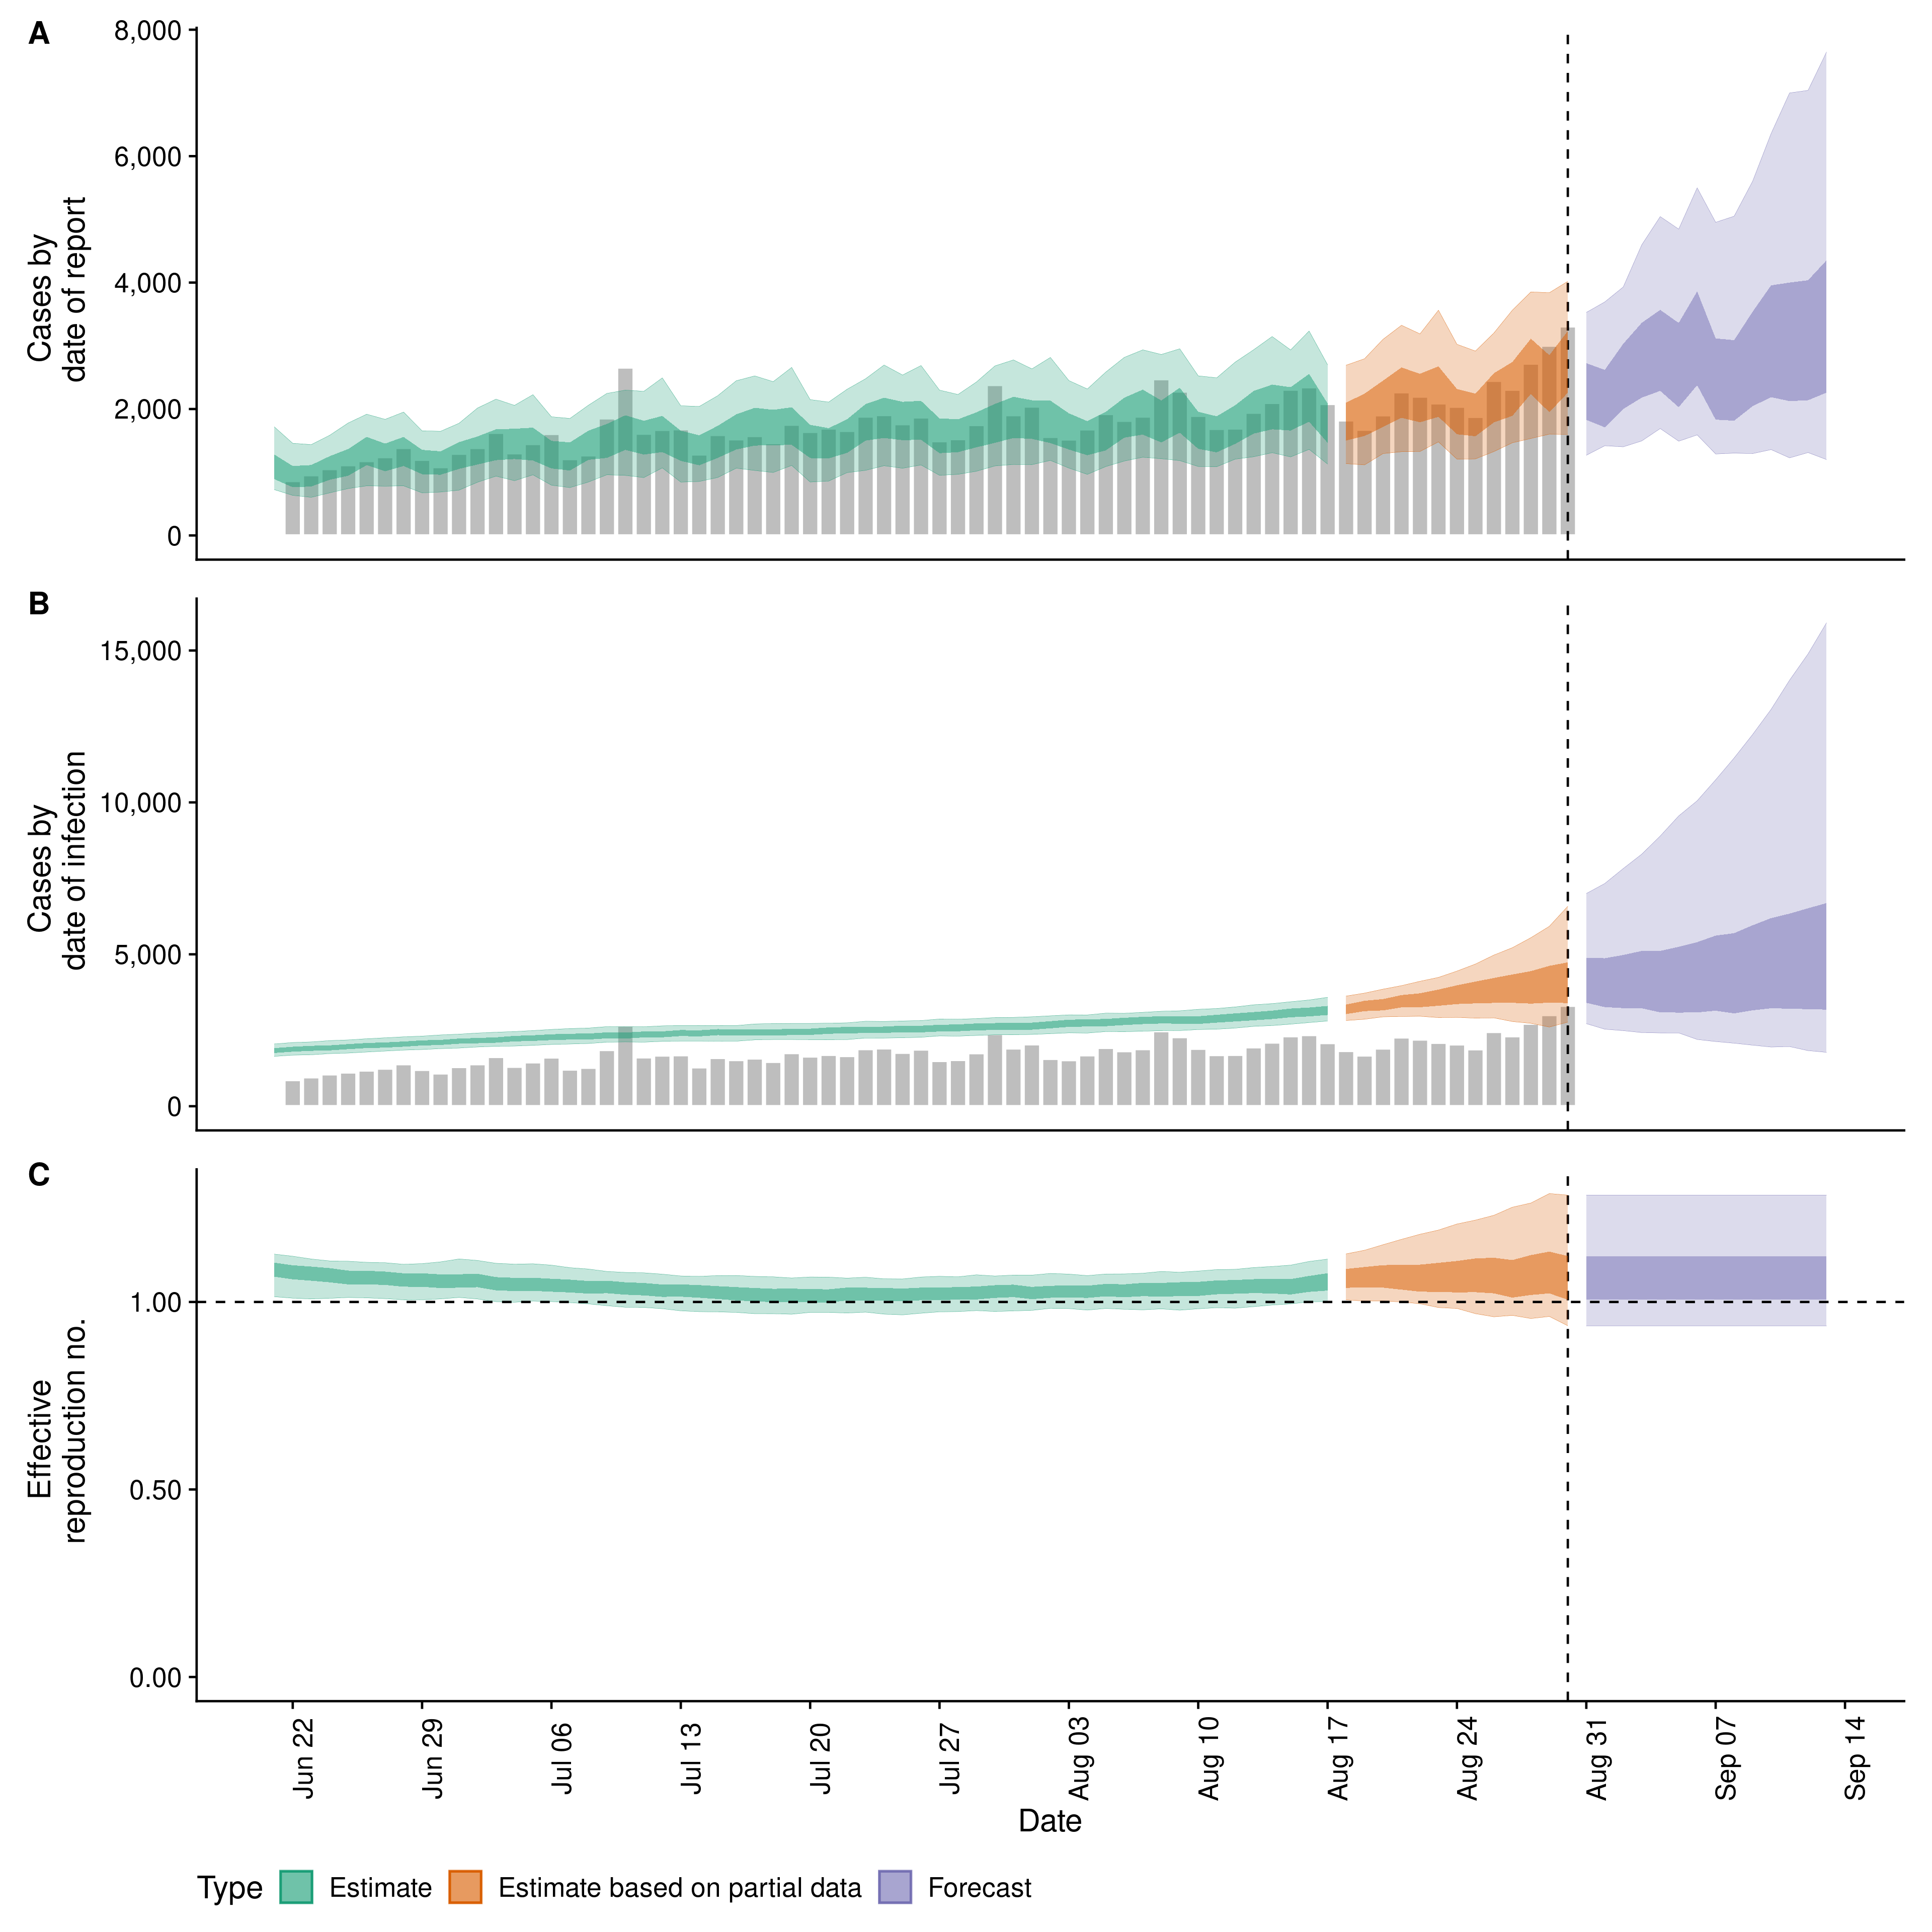 A
8,000
6,000
4,000
2,000
0
Cases by
date of report
B
15,000
10,000
5,000
0
Cases by
date of infection
C
1.00
0.50
0.00
Effective
reproduction no.
Jun 22
Jun 29
Jul 06
Jul 13
Jul 20
Jul 27
Aug 03
Aug 10
Aug 17
Aug 24
Aug 31
Sep 07
Sep 14
Date
Type Estimate Estimate based on partial data Forecast